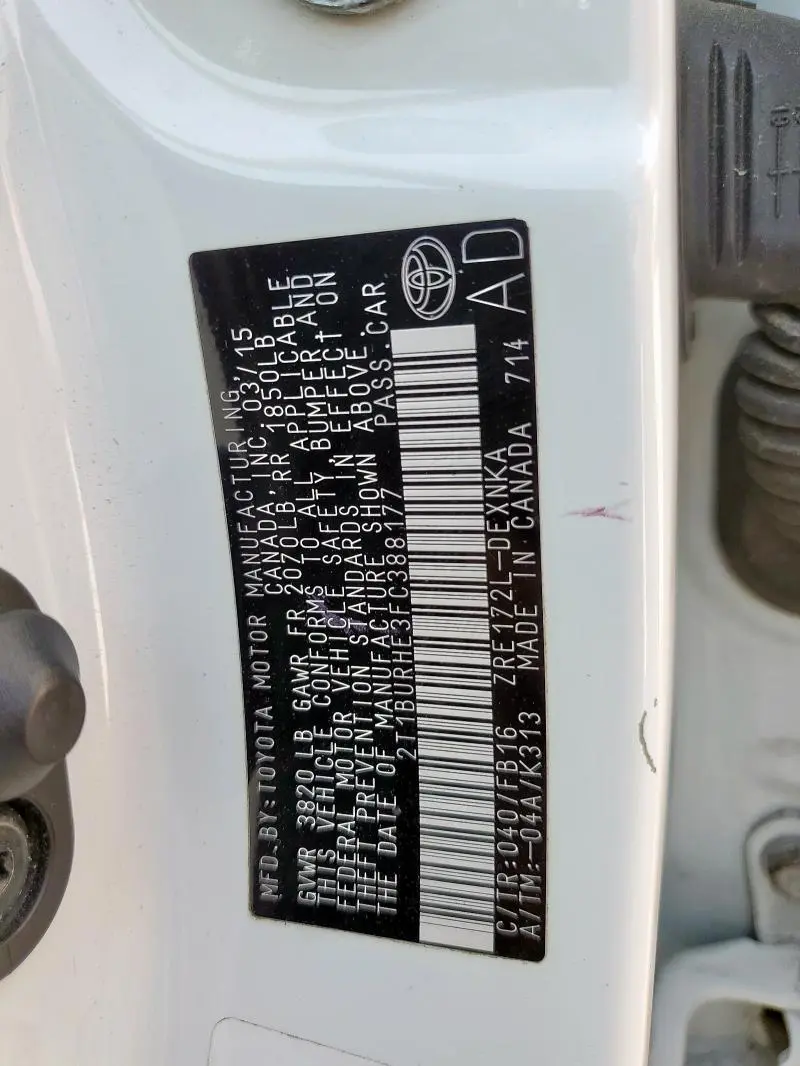 MFD.BY:TOYOTA MOTOR MANUFACTURING,
CANADA, INC. 03/15
GVWR 3820 LB GAWR FR 2070LB, RR 1850LB
THIS VEHICLE CONFORMS TO ALL APPLICABLE
FEDERAL MOTOR VEHICLE SAFETY, BUMPER† AND
THEFT PREVENTION STANDARDS IN EFFECT ON
THE DATE OF MANUFACTURE SHOWN ABOVE.
2T1BURHE3FC388177 PASS.CAR
C/TR:040/FB16 ZRE172L-DEXNKA 714 AD
A/TM:-04A/K313 MADE IN CANADA